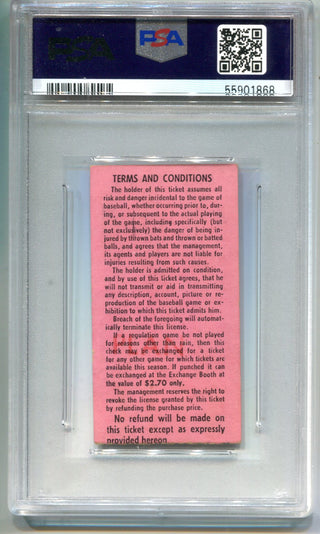 PSA
55901868
TERMS AND CONDITIONS
The holder of this ticket assumes all
risk and danger incidental to the game of
baseball, whether occurring prior to, dur-
ing, or subsequent to the actual playing
of the game, including specifically (but
not exclusively) the danger of being in-
jured by thrown bats and thrown or batted
balls, and agrees that the management,
its agents and players are not liable for
injuries resulting from such causes.
The holder is admitted on condition,
and by use of this ticket agrees, that he
will not transmit or aid in transmitting
any description, account, picture or re-
production of the baseball game or ex-
hibition to which this ticket admits him.
Breach of the foregoing will auto-
matically terminate this license.
If a regulation game be not played
for reasons other than rain, then this
check may be exchanged for a ticket
for any other game for which tickets are
available this season. If punched it can
be exchanged at the Exchange Booth at
the value of $2.70 only.
The management reserves the right to
revoke the license granted by this ticket
by refunding the purchase price.
No refund will be made on
this ticket except as expressly
provided hereon